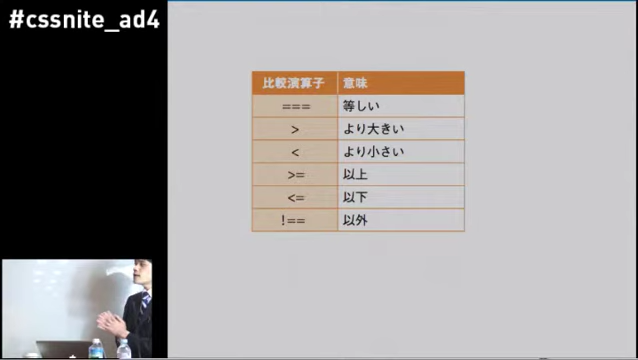 #cssnite_ad4
比較演算子 意味
=== 等しい
> より大きい
< より小さい
>= 以上
<= 以下
!== 以外